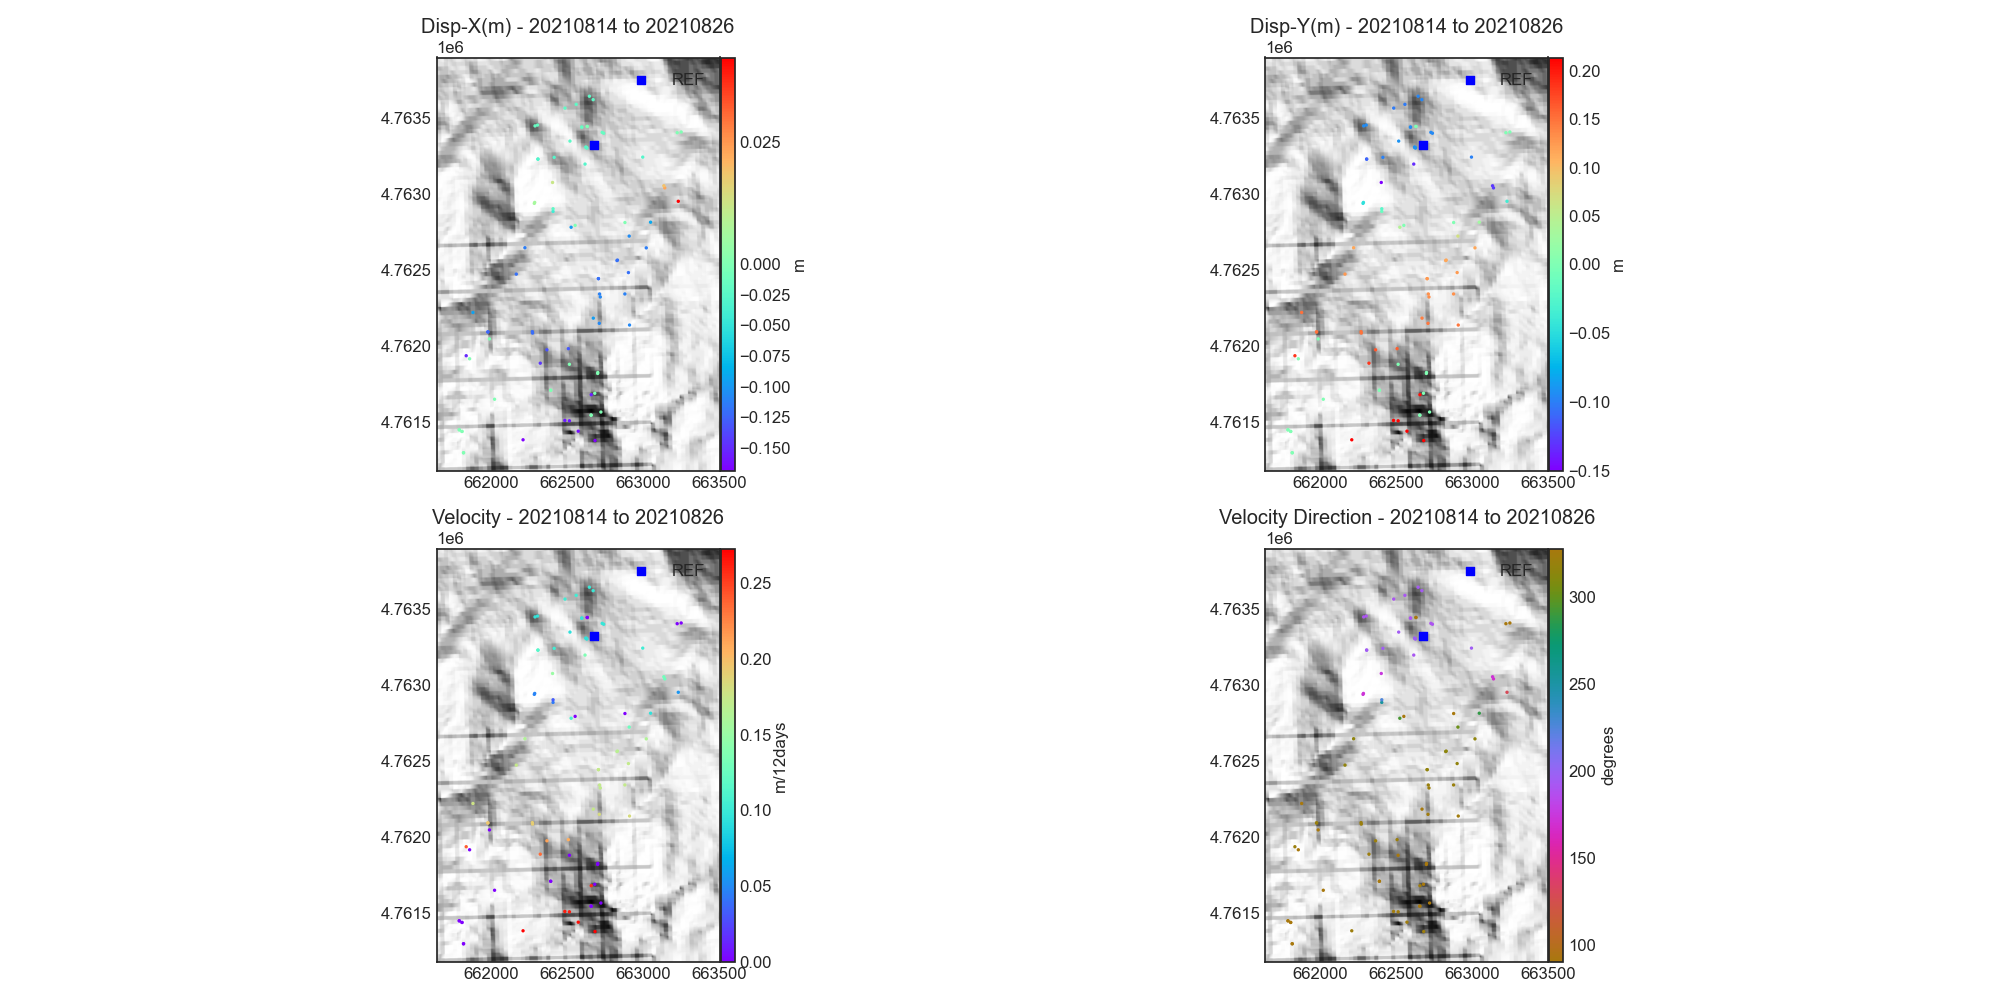 Disp-X(m) - 20210814 to 20210826
1e6
REF
4.7635
4.7630
4.7625
4.7620
4.7615
662000 662500 663000 663500
0.025
0.000
−0.025
−0.050
−0.075
−0.100
−0.125
−0.150
m
Disp-Y(m) - 20210814 to 20210826
1e6
REF
4.7635
4.7630
4.7625
4.7620
4.7615
662000 662500 663000 663500
0.20
0.15
0.10
0.05
0.00
−0.05
−0.10
−0.15
m
Velocity - 20210814 to 20210826
1e6
REF
4.7635
4.7630
4.7625
4.7620
4.7615
662000 662500 663000 663500
0.25
0.20
0.15
0.10
0.05
0.00
m/12days
Velocity Direction - 20210814 to 20210826
1e6
REF
4.7635
4.7630
4.7625
4.7620
4.7615
662000 662500 663000 663500
300
250
200
150
100
degrees